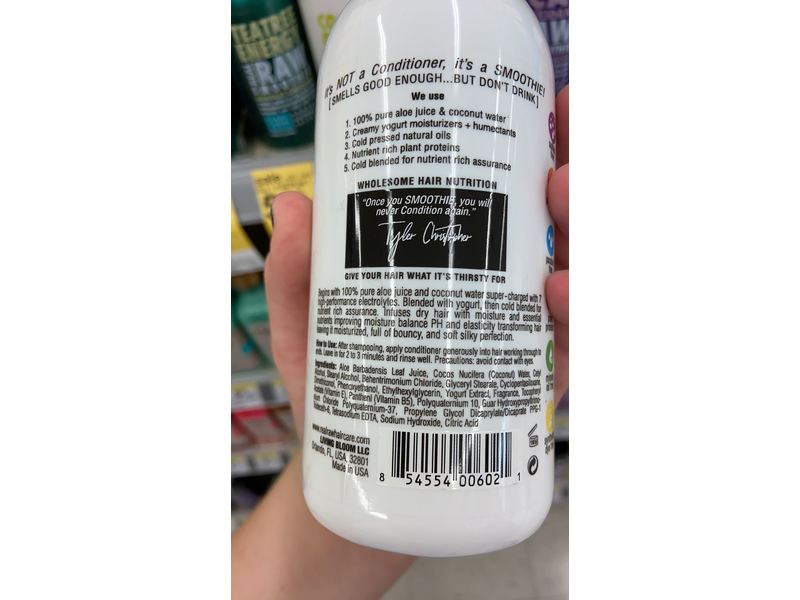 TEATREE
ENERGY
RAW
It's NOT a Conditioner, it's a SMOOTHIE!
[SMELLS GOOD ENOUGH...BUT DON'T DRINK]
We use
1. 100% pure aloe juice & coconut water
2. Creamy yogurt moisturizers + humectants
3. Cold pressed natural oils
4. Nutrient rich plant proteins
5. Cold blended for nutrient rich assurance
WHOLESOME HAIR NUTRITION
"Once you SMOOTHIE, you will
never Condition again."
Tyler Christopher
GIVE YOUR HAIR WHAT IT'S THIRSTY FOR
Begins with 100% pure aloe juice and coconut water super-charged with 7
high-performance electrolytes. Blended with yogurt, then cold blended for
nutrient rich assurance. Infuses dry hair with moisture and essential
nutrients improving moisture balance PH and elasticity transforming hair
leaving it moisturized, full of bouncy, and soft silky perfection.
How to Use: After shampooing, apply conditioner generously into hair working through to
ends. Leave in for 2 to 3 minutes and rinse well. Precautions: avoid contact with eyes.
Ingredients: Aloe Barbadensis Leaf Juice, Cocos Nucifera (Coconut) Water, Cetyl
Alcohol, Stearyl Alcohol, Behentrimonium Chloride, Glyceryl Stearate, Cyclopentasiloxane,
Dimethiconol, Phenoxyethanol, Ethylhexylglycerin, Yogurt Extract, Fragrance, Tocopheryl
Acetate (Vitamin E), Panthenol (Vitamin B5), Polyquaternium 10, Guar Hydroxypropyltrimon-
ium Chloride Polyquaternium-37, Propylene Glycol Dicaprylate/Dicaprate PPG-1
Trideceth-6, Tetrasodium EDTA, Sodium Hydroxide, Citric Acid
www.realrawhaircare.com
LIVING BLOOM LLC
Orlando, FL, USA, 32801
Made in USA
8 54554 00602 1